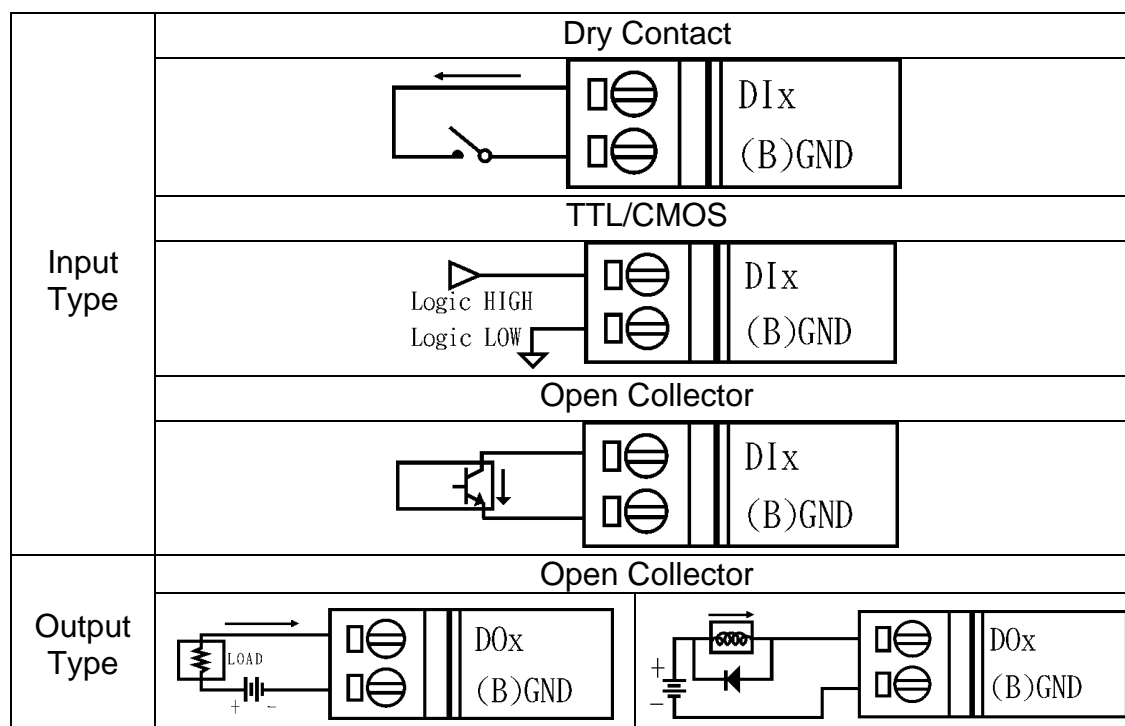 Input
Type
Dry Contact
DIx
(B)GND
TTL/CMOS
Logic HIGH
Logic LOW
DIx
(B)GND
Open Collector
DIx
(B)GND
Output
Type
Open Collector
LOAD
+ -
DOx
(B)GND
+
-
DOx
(B)GND